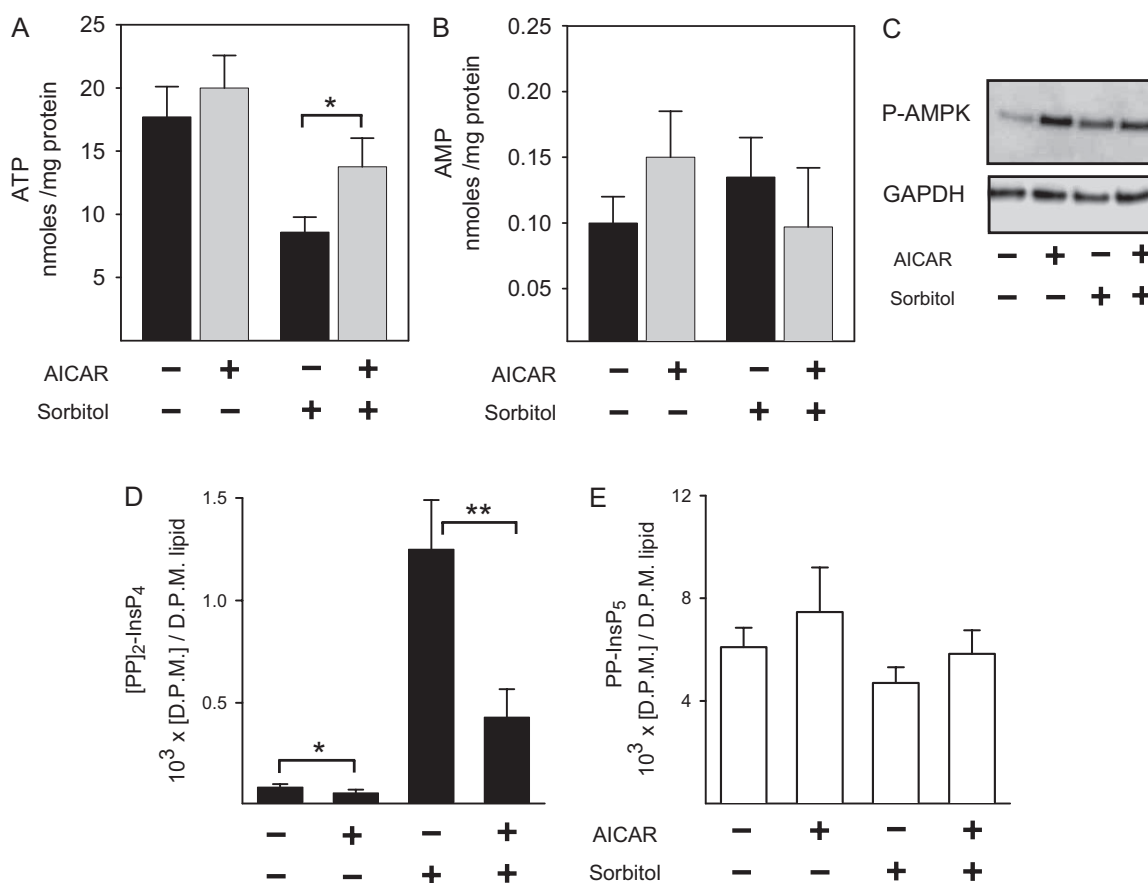 A
ATP
nmoles /mg protein
25
20
15
10
5
*
AICAR − + − +
Sorbitol − − + +
B
AMP
nmoles /mg protein
0.25
0.20
0.15
0.10
0.05
AICAR − + − +
Sorbitol − − + +
C
P-AMPK
GAPDH
AICAR − + − +
Sorbitol − − + +
D
[PP]₂-InsP₄
10³ x [D.P.M.] / D.P.M. lipid
1.5
1.0
0.5
*
**
− + − +
− − + +
E
PP-InsP₅
10³ x [D.P.M.] / D.P.M. lipid
12
8
4
AICAR − + − +
Sorbitol − − + +